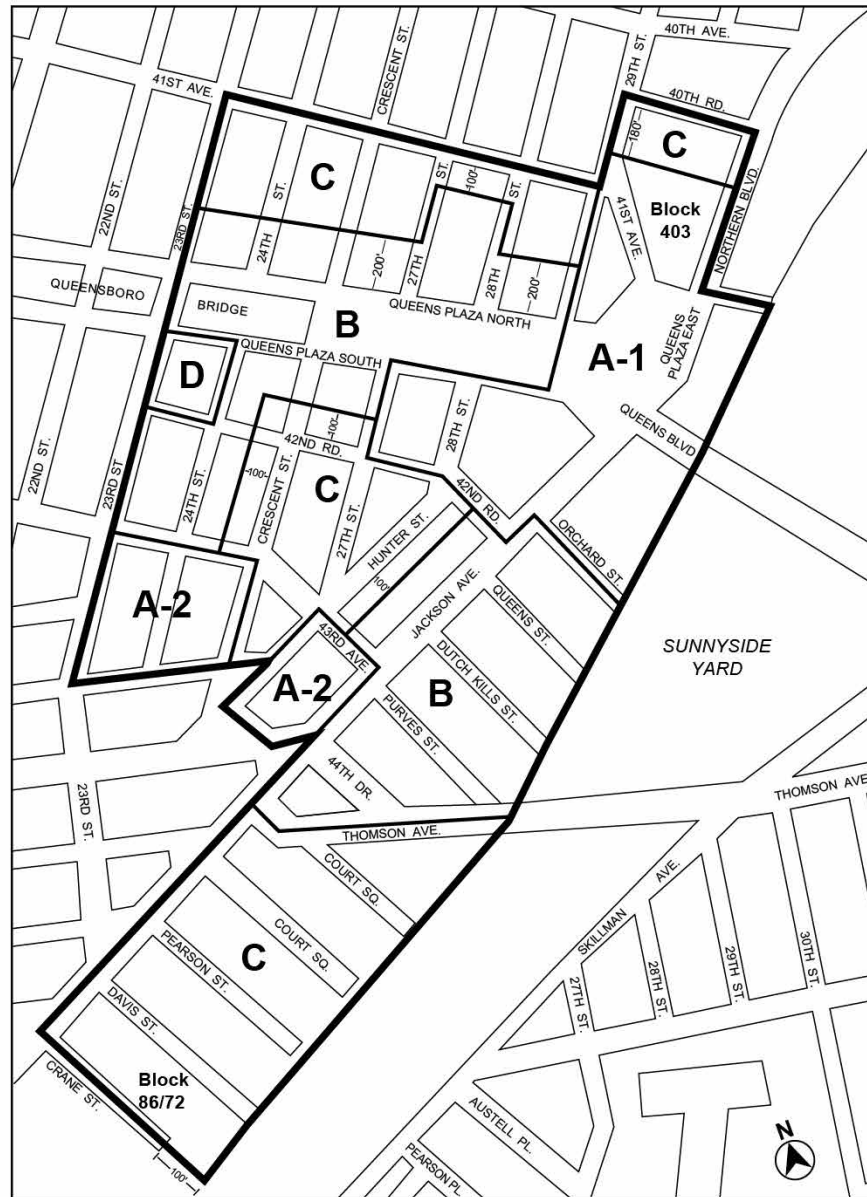 40TH AVE.
29TH ST.
CRESCENT ST.
41ST AVE.
40TH RD.
180'
C
22ND ST.
23RD ST.
24TH ST.
C
ST.
100'
ST.
41ST AVE.
Block
403
NORTHERN BLVD.
200'
27TH
28TH
200'
QUEENSBORO
BRIDGE
B
QUEENS PLAZA NORTH
QUEENS PLAZA SOUTH
QUEENS
PLAZA EAST
A-1
D
QUEENS BLVD
22ND ST.
23RD ST
24TH ST.
100'
42ND RD.
100'
CRESCENT ST.
C
27TH ST.
28TH ST.
42ND RD.
HUNTER ST.
100'
ORCHARD ST.
A-2
43RD AVE.
A-2
JACKSON AVE.
QUEENS ST.
DUTCH KILLS ST.
B
PURVES ST.
44TH DR.
SUNNYSIDE
YARD
23RD ST.
THOMSON AVE.
THOMSON AVE.
COURT SQ.
COURT SQ.
C
PEARSON ST.
DAVIS ST.
Block
86/72
CRANE ST.
100'
SKILLMAN AVE.
27TH ST.
28TH ST.
29TH ST.
30TH ST.
AUSTELL PL.
PEARSON PL.
N